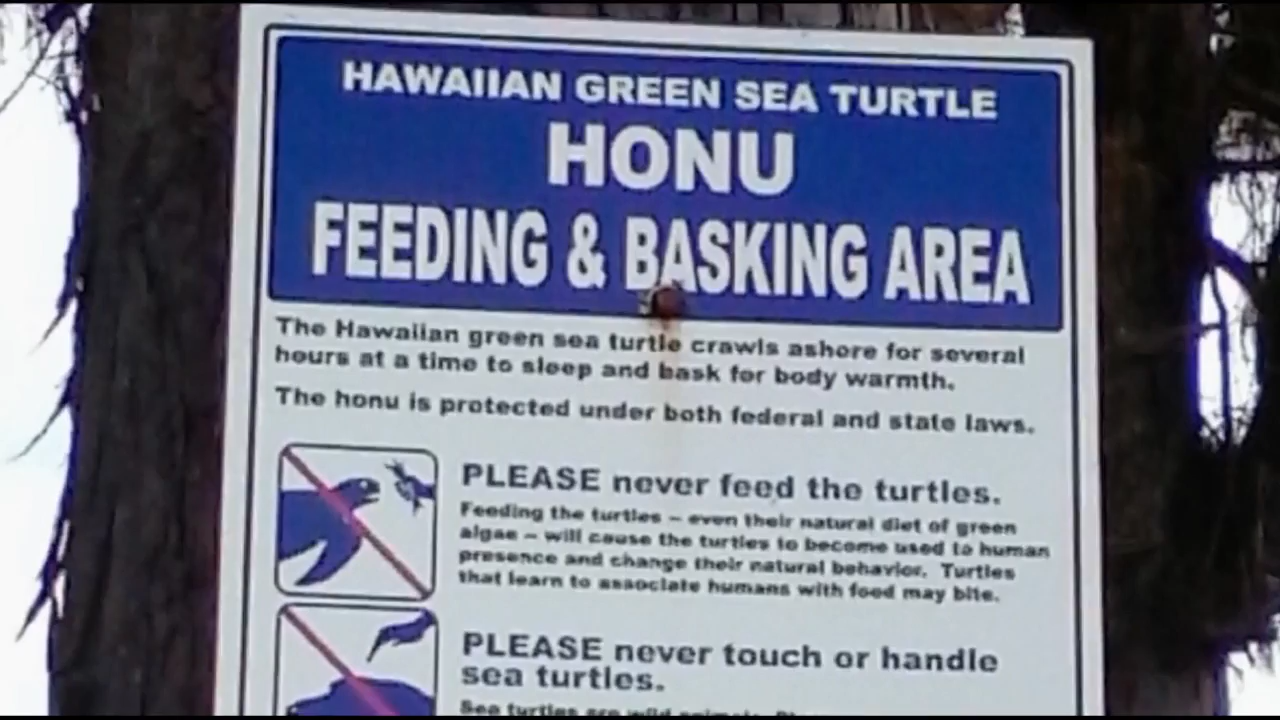 HAWAIIAN GREEN SEA TURTLE
HONU
FEEDING & BASKING AREA
The Hawaiian green sea turtle crawls ashore for several
hours at a time to sleep and bask for body warmth.
The honu is protected under both federal and state laws.
PLEASE never feed the turtles.
Feeding the turtles – even their natural diet of green
algae – will cause the turtles to become used to human
presence and change their natural behavior. Turtles
that learn to associate humans with food may bite.
PLEASE never touch or handle
sea turtles.
Sea turtles are wild animals.